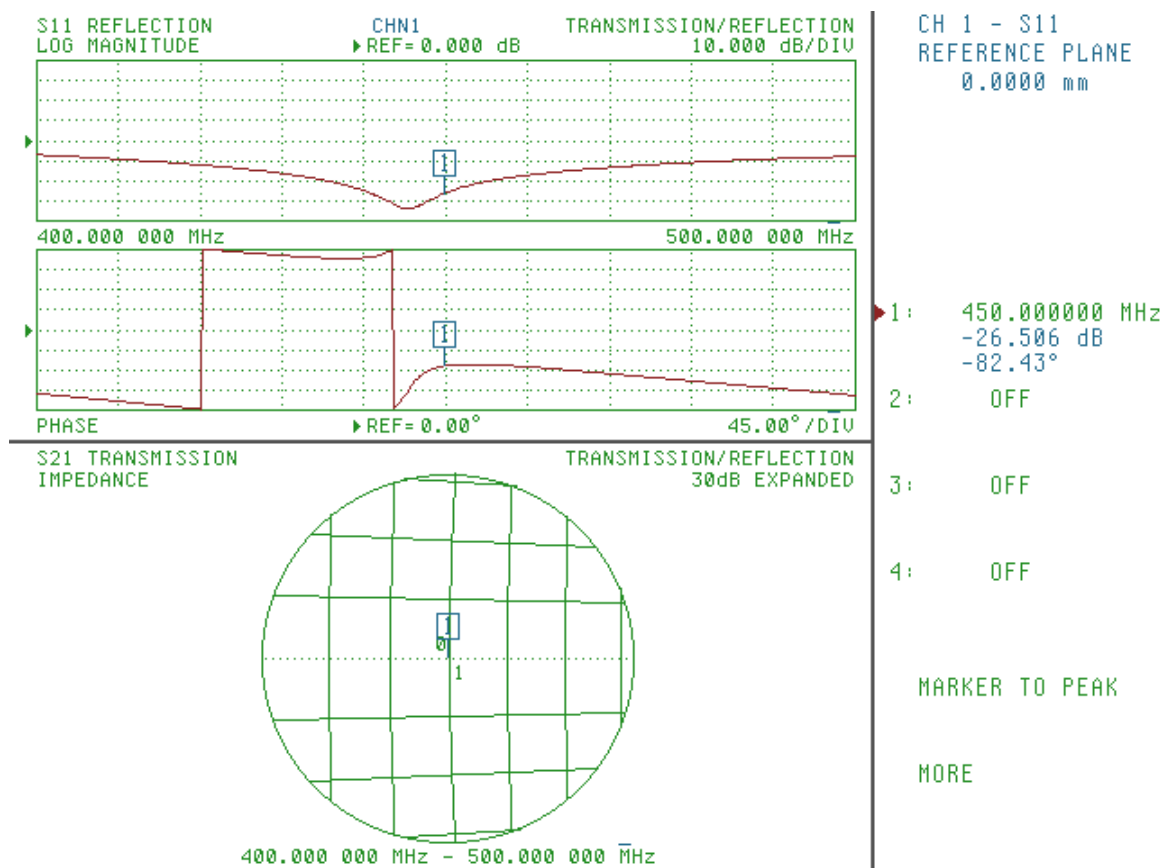 S11 REFLECTION CHN1 TRANSMISSION/REFLECTION
LOG MAGNITUDE ▶REF= 0.000 dB 10.000 dB/DIV
1
400.000 000 MHz 500.000 000 MHz
1
PHASE ▶REF= 0.00° 45.00°/DIV
S21 TRANSMISSION TRANSMISSION/REFLECTION
IMPEDANCE 30dB EXPANDED
1
0
1
400.000 000 MHz - 500.000 000 MHz
CH 1 - S11
REFERENCE PLANE
0.0000 mm
1: 450.000000 MHz
-26.506 dB
-82.43°
2: OFF
3: OFF
4: OFF
MARKER TO PEAK
MORE